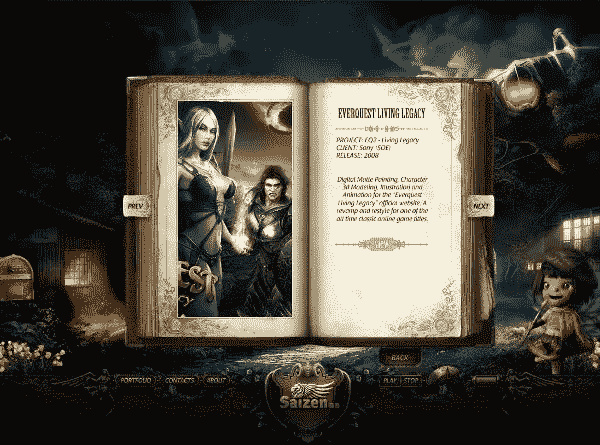 EVERQUEST LIVING LEGACY
PROJECT: EQ2 - Living Legacy
CLIENT: Sony (SOE)
RELEASE: 2008
Digital Matte Painting, Character
3d Modeling, Illustration and
Animation for the "Everquest
Living Legacy" official website. A
revamp and restyle for one of the
all time classic online game titles.
PREV
NEXT
EST
CY
BACK
PORTFOLIO
CONTACTS
ABOUT
Saizen
PLAY
STOP